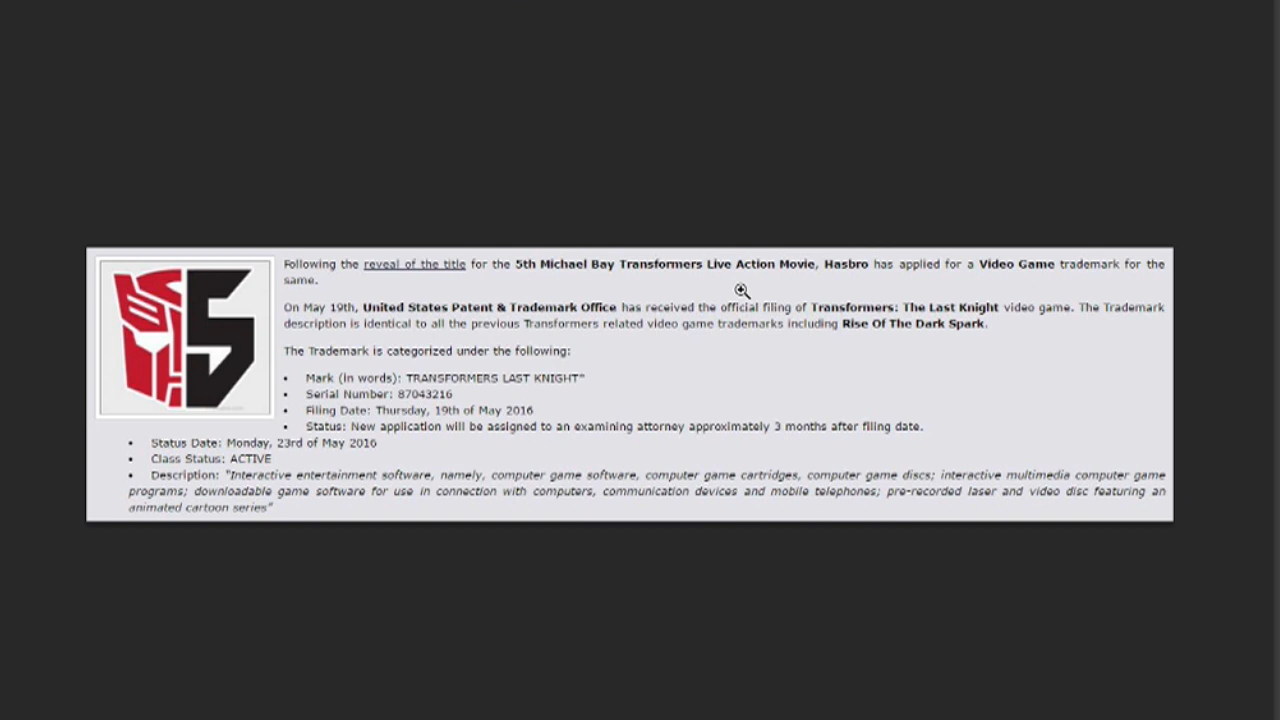 Following the reveal of the title for the 5th Michael Bay Transformers Live Action Movie, Hasbro has applied for a Video Game trademark for the
same.
On May 19th, United States Patent & Trademark Office has received the official filing of Transformers: The Last Knight video game. The Trademark
description is identical to all the previous Transformers related video game trademarks including Rise Of The Dark Spark.
The Trademark is categorized under the following:
• Mark (in words): TRANSFORMERS LAST KNIGHT"
• Serial Number: 87043216
• Filing Date: Thursday, 19th of May 2016
• Status: New application will be assigned to an examining attorney approximately 3 months after filing date.
• Status Date: Monday, 23rd of May 2016
• Class Status: ACTIVE
• Description: "Interactive entertainment software, namely, computer game software, computer game cartridges, computer game discs; interactive multimedia computer game
programs; downloadable game software for use in connection with computers, communication devices and mobile telephones; pre-recorded laser and video disc featuring an
animated cartoon series"
5